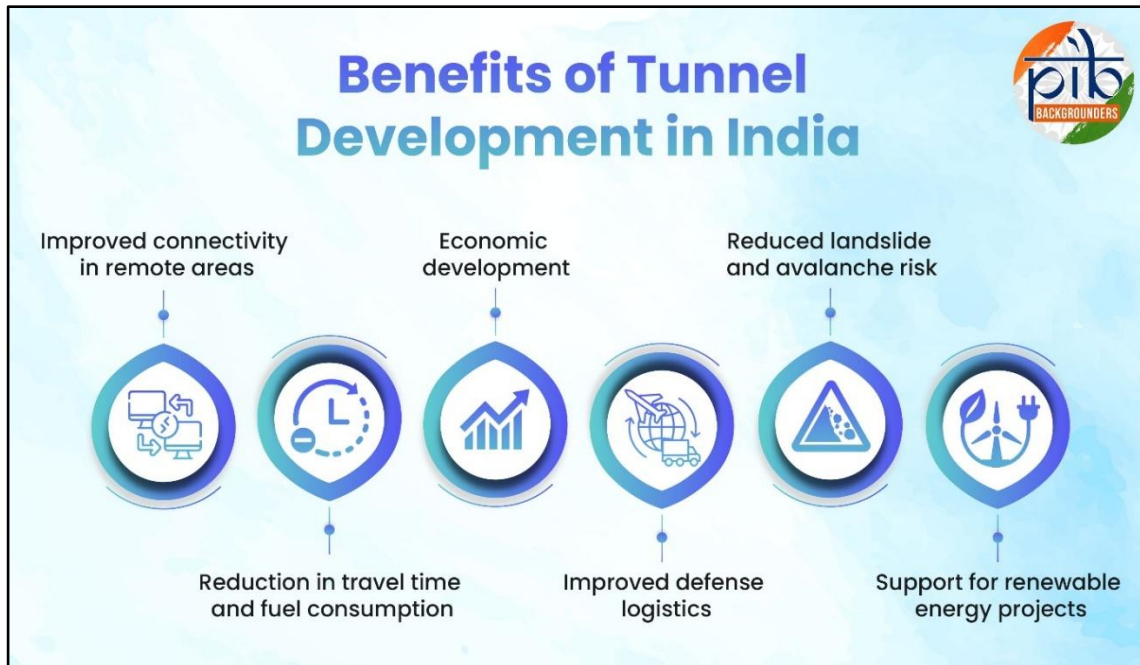 Benefits of Tunnel
Development in India
pib
BACKGROUNDERS
Improved connectivity
in remote areas
Economic
development
Reduced landslide
and avalanche risk
Reduction in travel time
and fuel consumption
Improved defense
logistics
Support for renewable
energy projects